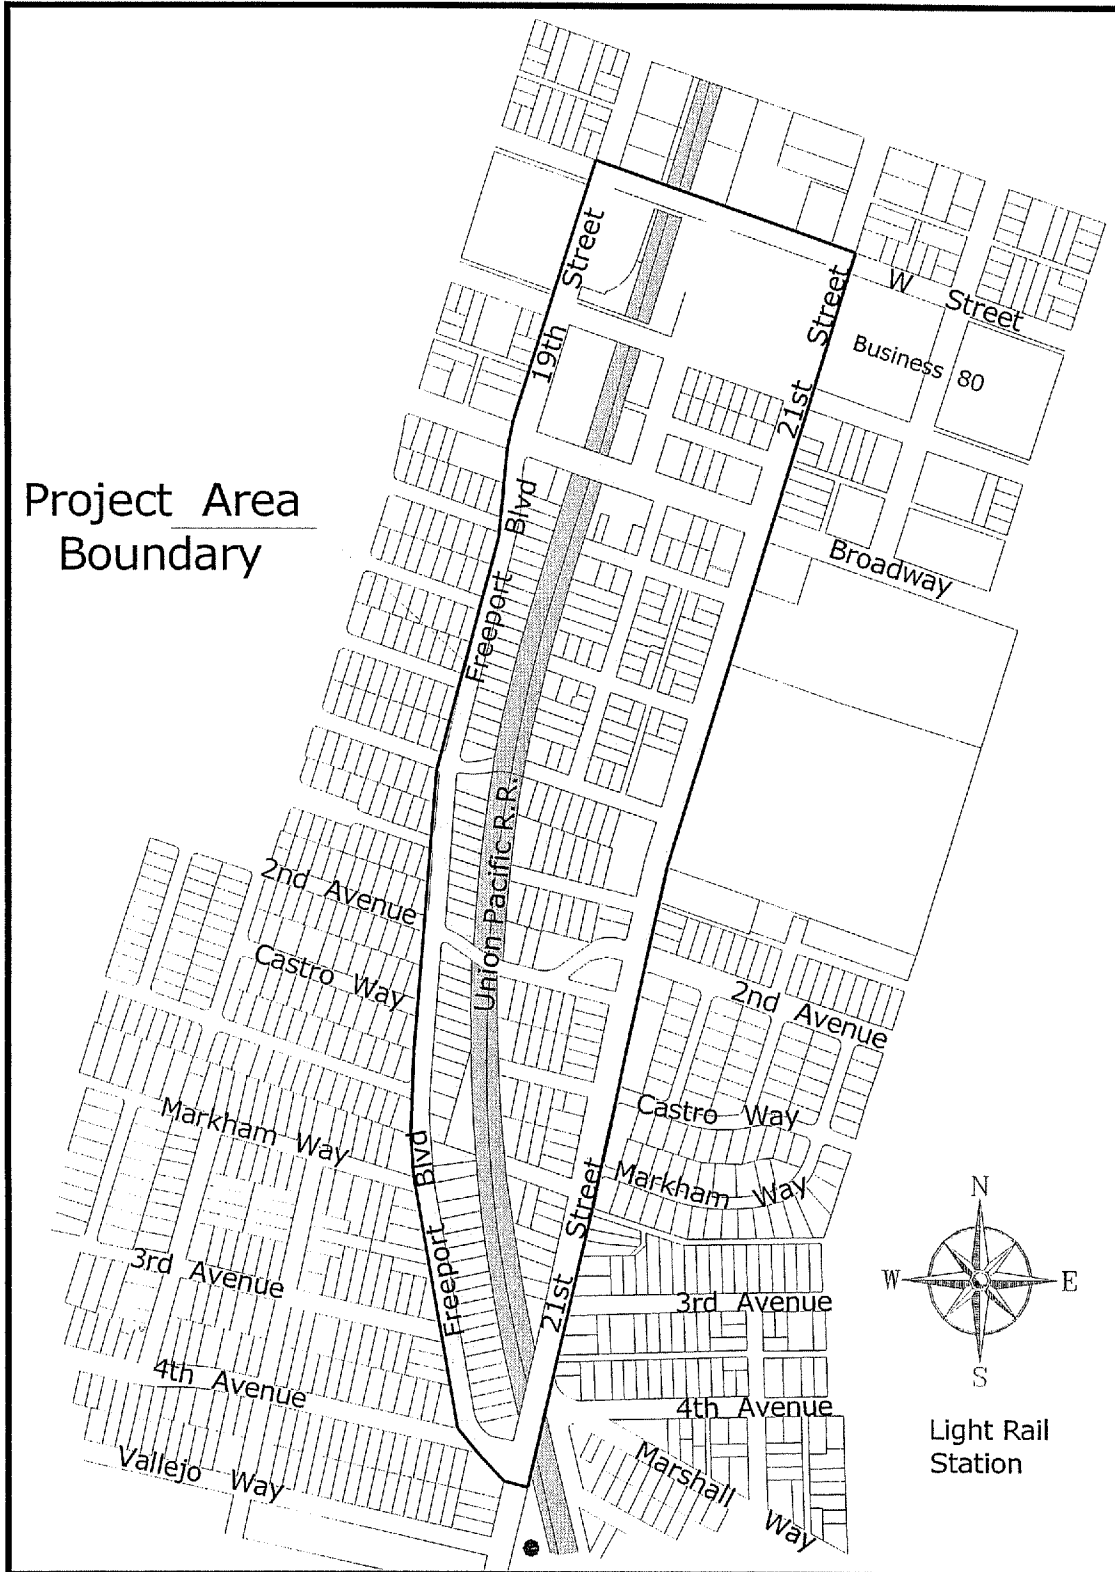 19th Street
21st Street
W Street
Business 80
Project Area
Boundary
Freeport Blvd
Broadway
Union Pacific R.R.
2nd Avenue
2nd Avenue
Castro Way
Castro Way
Markham Way
Markham Way
Freeport Blvd
21st Street
3rd Avenue
3rd Avenue
4th Avenue
4th Avenue
Vallejo Way
Marshall Way
N
W
E
S
Light Rail
Station